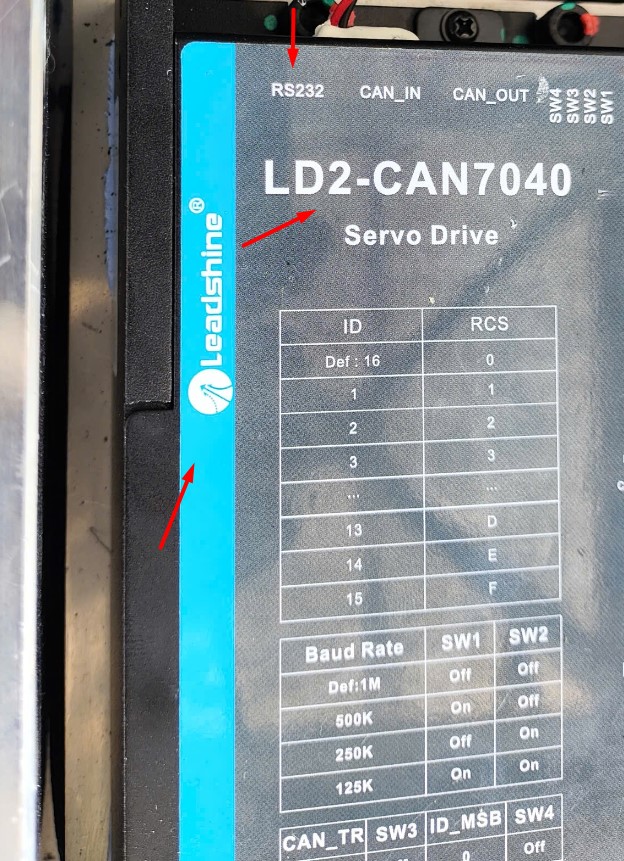 RS232 CAN_IN CAN_OUT SW4 SW3 SW2 SW1
LD2-CAN7040
Servo Drive
Leadshine®
ID RCS
Def : 16 0
1 1
2 2
3 3
... ...
13 D
14 E
15 F
Baud Rate SW1 SW2
Def:1M Off Off
500K On Off
250K Off On
125K On On
CAN_TR SW3 ID_MSB SW4
0 Off